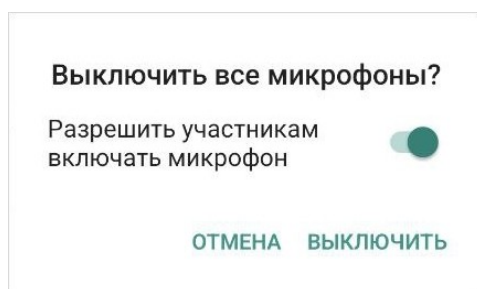 Выключить все микрофоны?
Разрешить участникам
включать микрофон
ОТМЕНА ВЫКЛЮЧИТЬ